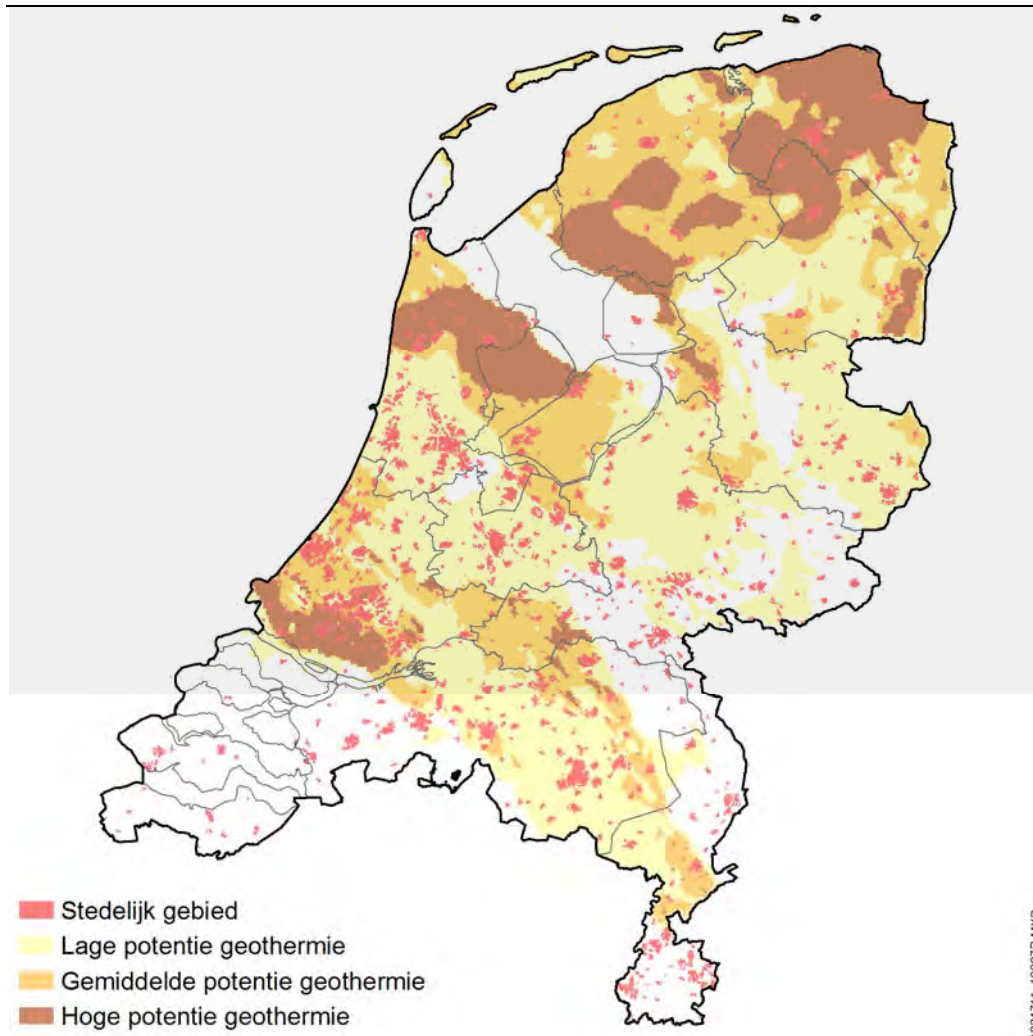 Stedelijk gebied
Lage potentie geothermie
Gemiddelde potentie geothermie
Hoge potentie geothermie